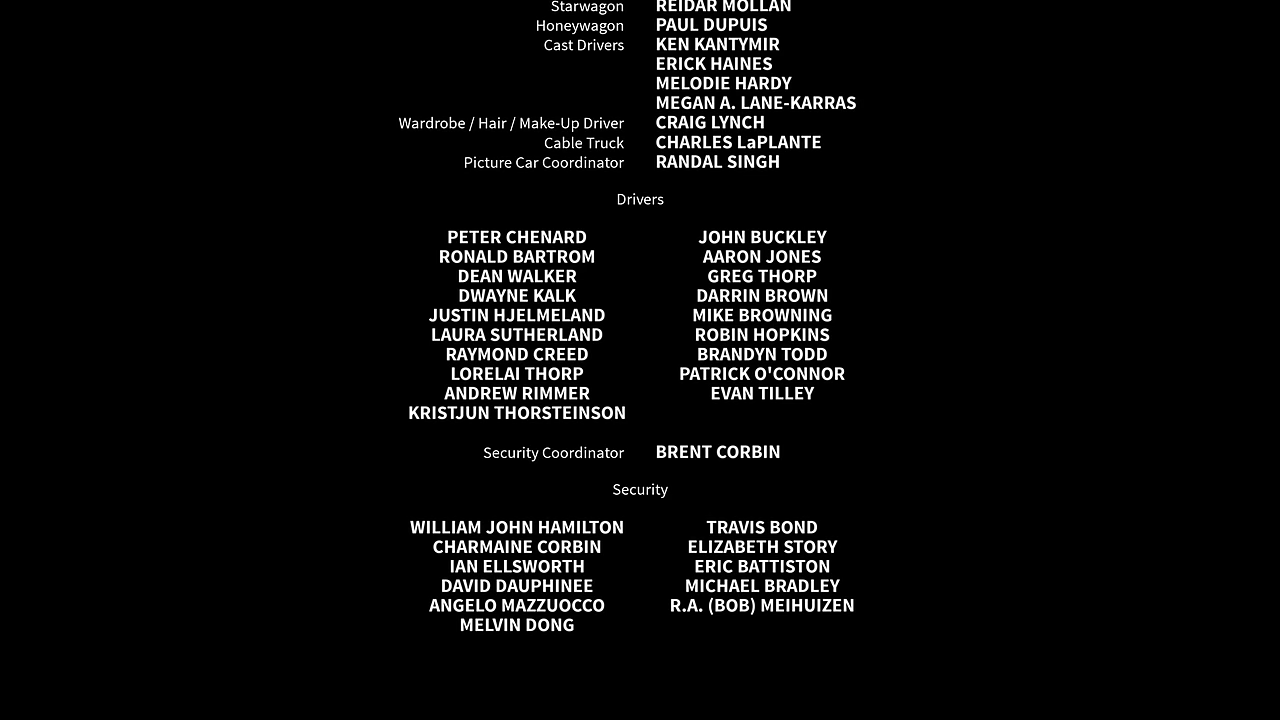 Starwagon REIDAR MOLLAN
Honeywagon PAUL DUPUIS
Cast Drivers KEN KANTYMIR
ERICK HAINES
MELODIE HARDY
MEGAN A. LANE-KARRAS
Wardrobe / Hair / Make-Up Driver CRAIG LYNCH
Cable Truck CHARLES LaPLANTE
Picture Car Coordinator RANDAL SINGH
Drivers
PETER CHENARD JOHN BUCKLEY
RONALD BARTROM AARON JONES
DEAN WALKER GREG THORP
DWAYNE KALK DARRIN BROWN
JUSTIN HJELMELAND MIKE BROWNING
LAURA SUTHERLAND ROBIN HOPKINS
RAYMOND CREED BRANDYN TODD
LORELAI THORP PATRICK O'CONNOR
ANDREW RIMMER EVAN TILLEY
KRISTJUN THORSTEINSON
Security Coordinator BRENT CORBIN
Security
WILLIAM JOHN HAMILTON TRAVIS BOND
CHARMAINE CORBIN ELIZABETH STORY
IAN ELLSWORTH ERIC BATTISTON
DAVID DAUPHINEE MICHAEL BRADLEY
ANGELO MAZZUOCCO R.A. (BOB) MEIHUIZEN
MELVIN DONG